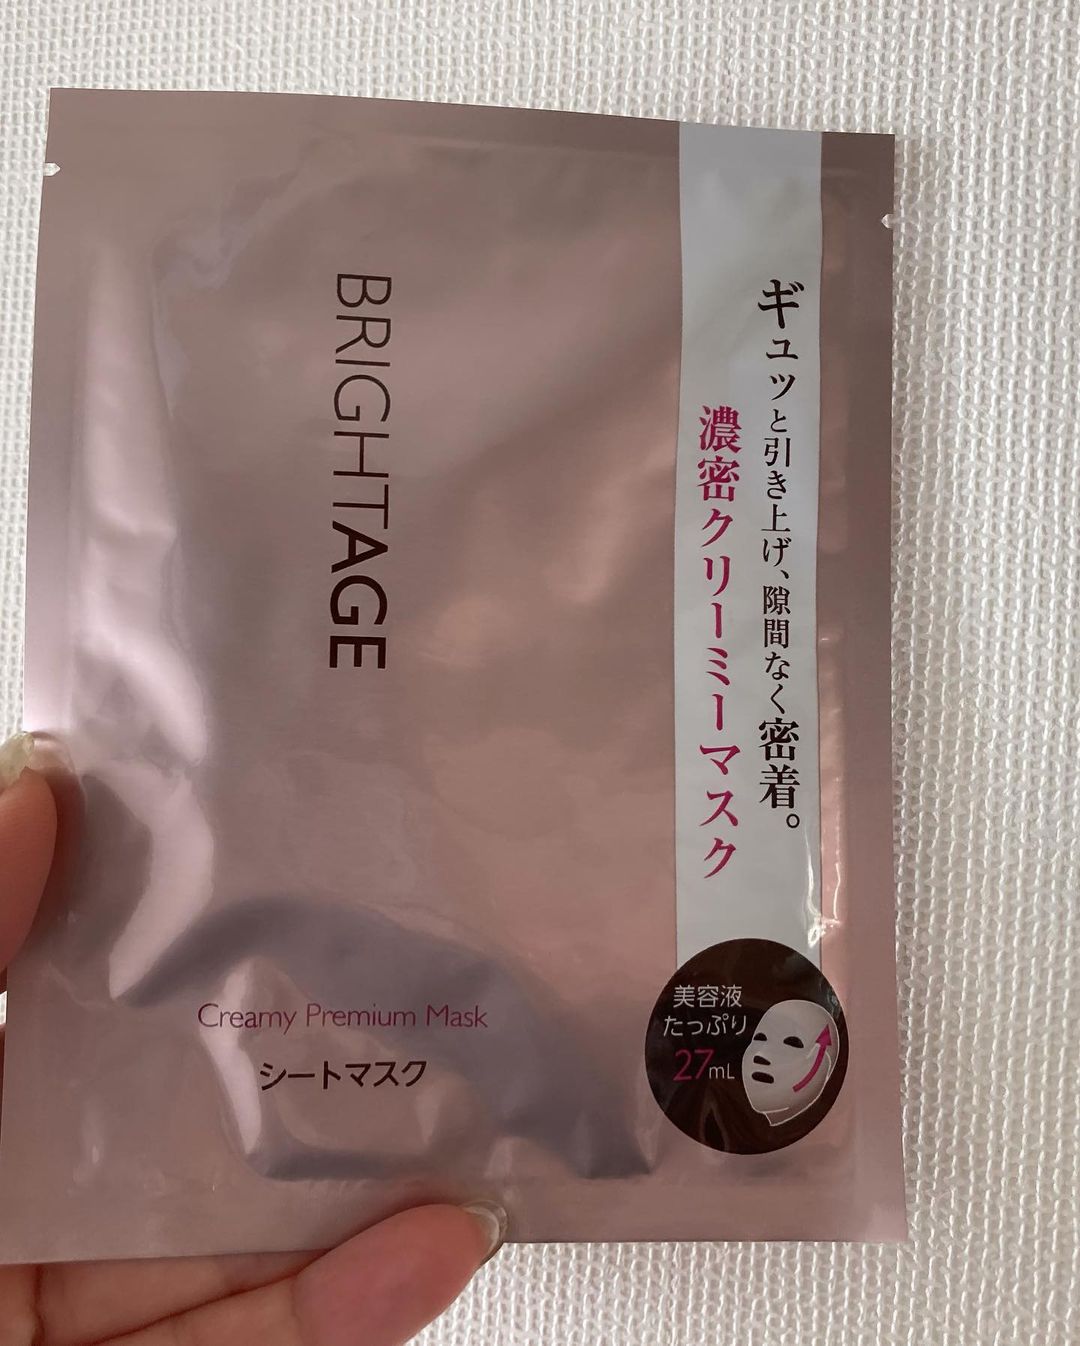 BRIGHTAGE
ギュッと引き上げ、隙間なく密着。
濃密クリーミーマスク
Creamy Premium Mask
シートマスク
美容液
たっぷり
27mL